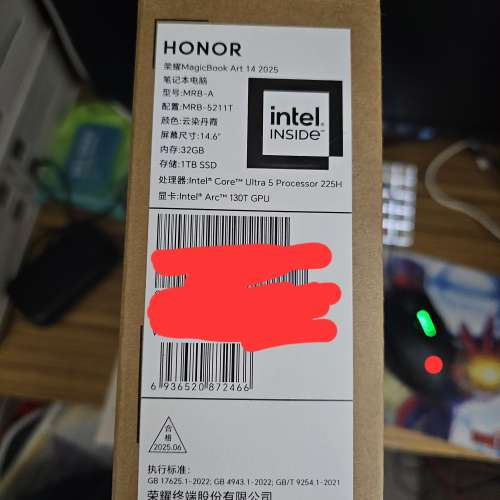 HONOR
荣耀MagicBook Art 14 2025
笔记本电脑
型号:MRB-A
配置:MRB-5211T
颜色:云染丹霞
屏幕尺寸:14.6"
内存:32GB
存储:1TB SSD
处理器:Intel® Core™ Ultra 5 Processor 225H
显卡:Intel® Arc™ 130T GPU
intel
INSIDE™
6 936520 872466
合
格
2025.06
执行标准:
GB 17625.1-2022; GB 4943.1-2022; GB/T 9254.1-2021
荣耀终端股份有限公司